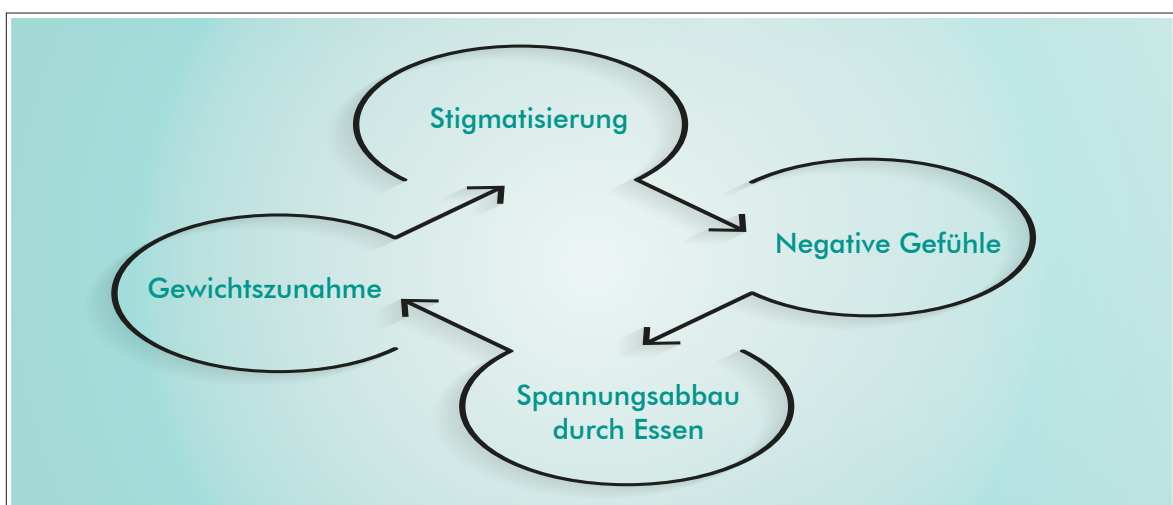 Stigmatisierung
Negative Gefühle
Gewichtszunahme
Spannungsabbau
durch Essen